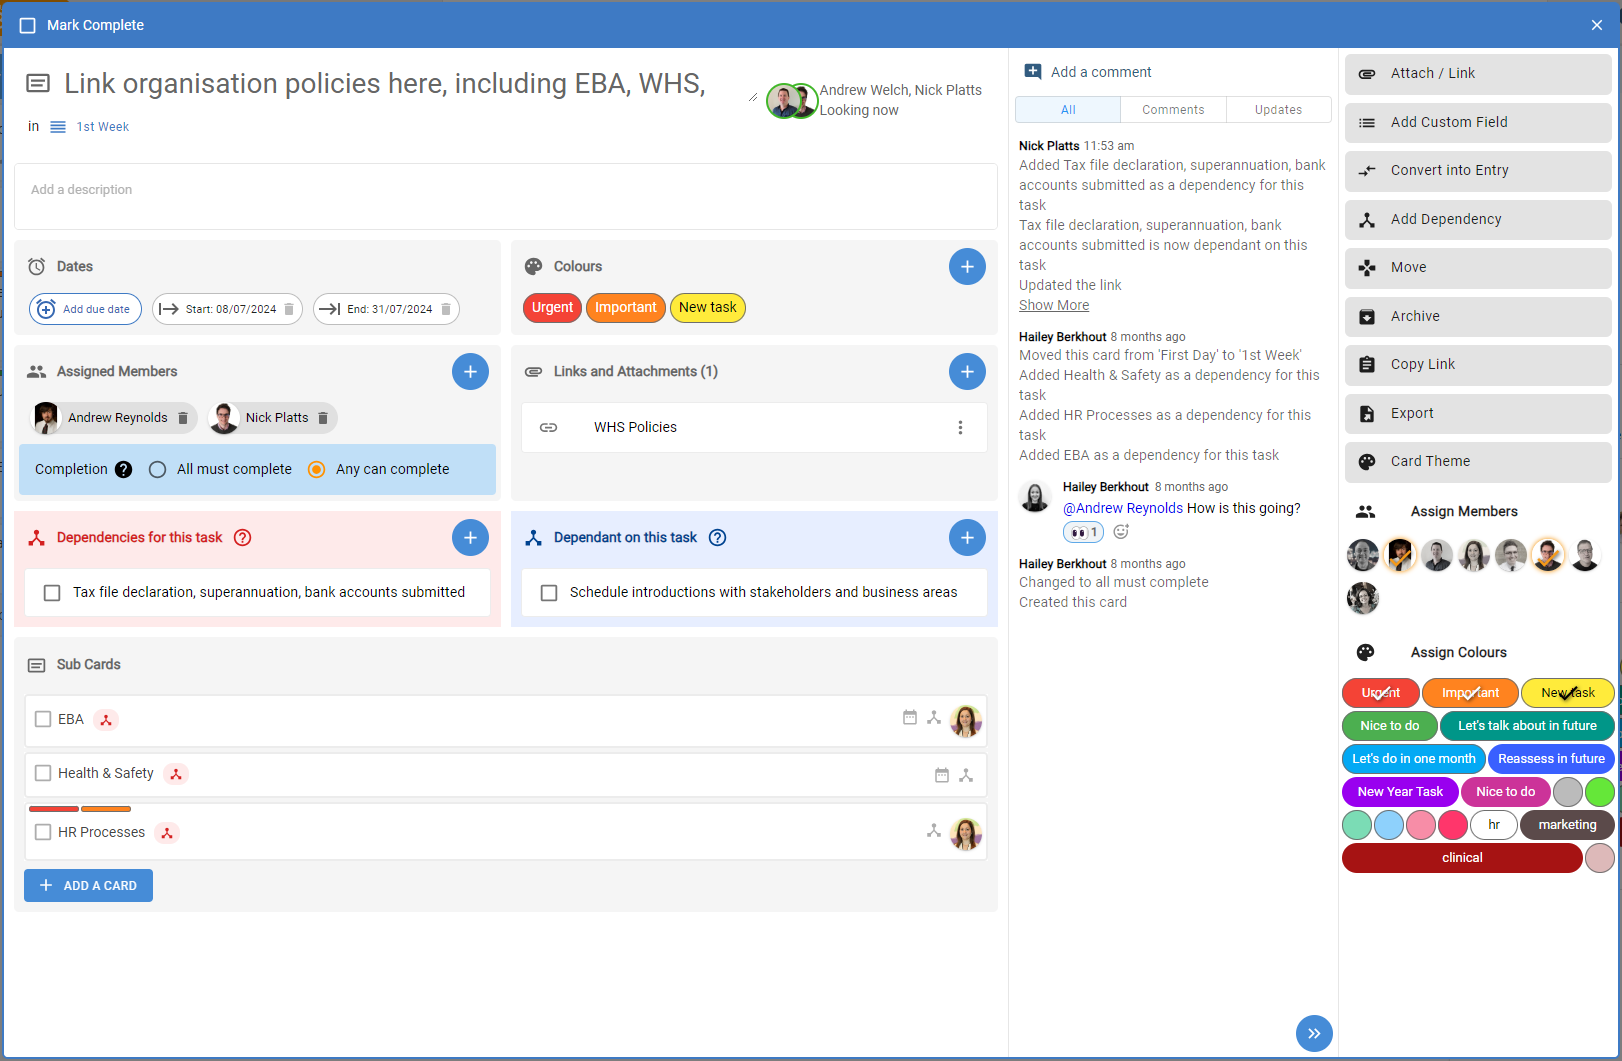 Mark Complete
Link organisation policies here, including EBA, WHS,
in 1st Week
Andrew Welch, Nick Platts
Looking now
Add a description
Dates
Add due date
Start: 08/07/2024
End: 31/07/2024
Colours
Urgent
Important
New task
Assigned Members
Andrew Reynolds
Nick Platts
Completion ? All must complete Any can complete
Links and Attachments (1)
WHS Policies
Dependencies for this task ?
Tax file declaration, superannuation, bank accounts submitted
Dependant on this task ?
Schedule introductions with stakeholders and business areas
Sub Cards
EBA
Health & Safety
HR Processes
ADD A CARD
Add a comment
All
Comments
Updates
Nick Platts 11:53 am
Added Tax file declaration, superannuation, bank
accounts submitted as a dependency for this
task
Tax file declaration, superannuation, bank
accounts submitted is now dependant on this
task
Updated the link
Show More
Hailey Berkhout 8 months ago
Moved this card from 'First Day' to '1st Week'
Added Health & Safety as a dependency for this
task
Added HR Processes as a dependency for this
task
Added EBA as a dependency for this task
Hailey Berkhout 8 months ago
@Andrew Reynolds How is this going?
1
Hailey Berkhout 8 months ago
Changed to all must complete
Created this card
Attach / Link
Add Custom Field
Convert into Entry
Add Dependency
Move
Archive
Copy Link
Export
Card Theme
Assign Members
Assign Colours
Urgent
Important
New task
Nice to do
Let's talk about in future
Let's do in one month
Reassess in future
New Year Task
Nice to do
hr
marketing
clinical